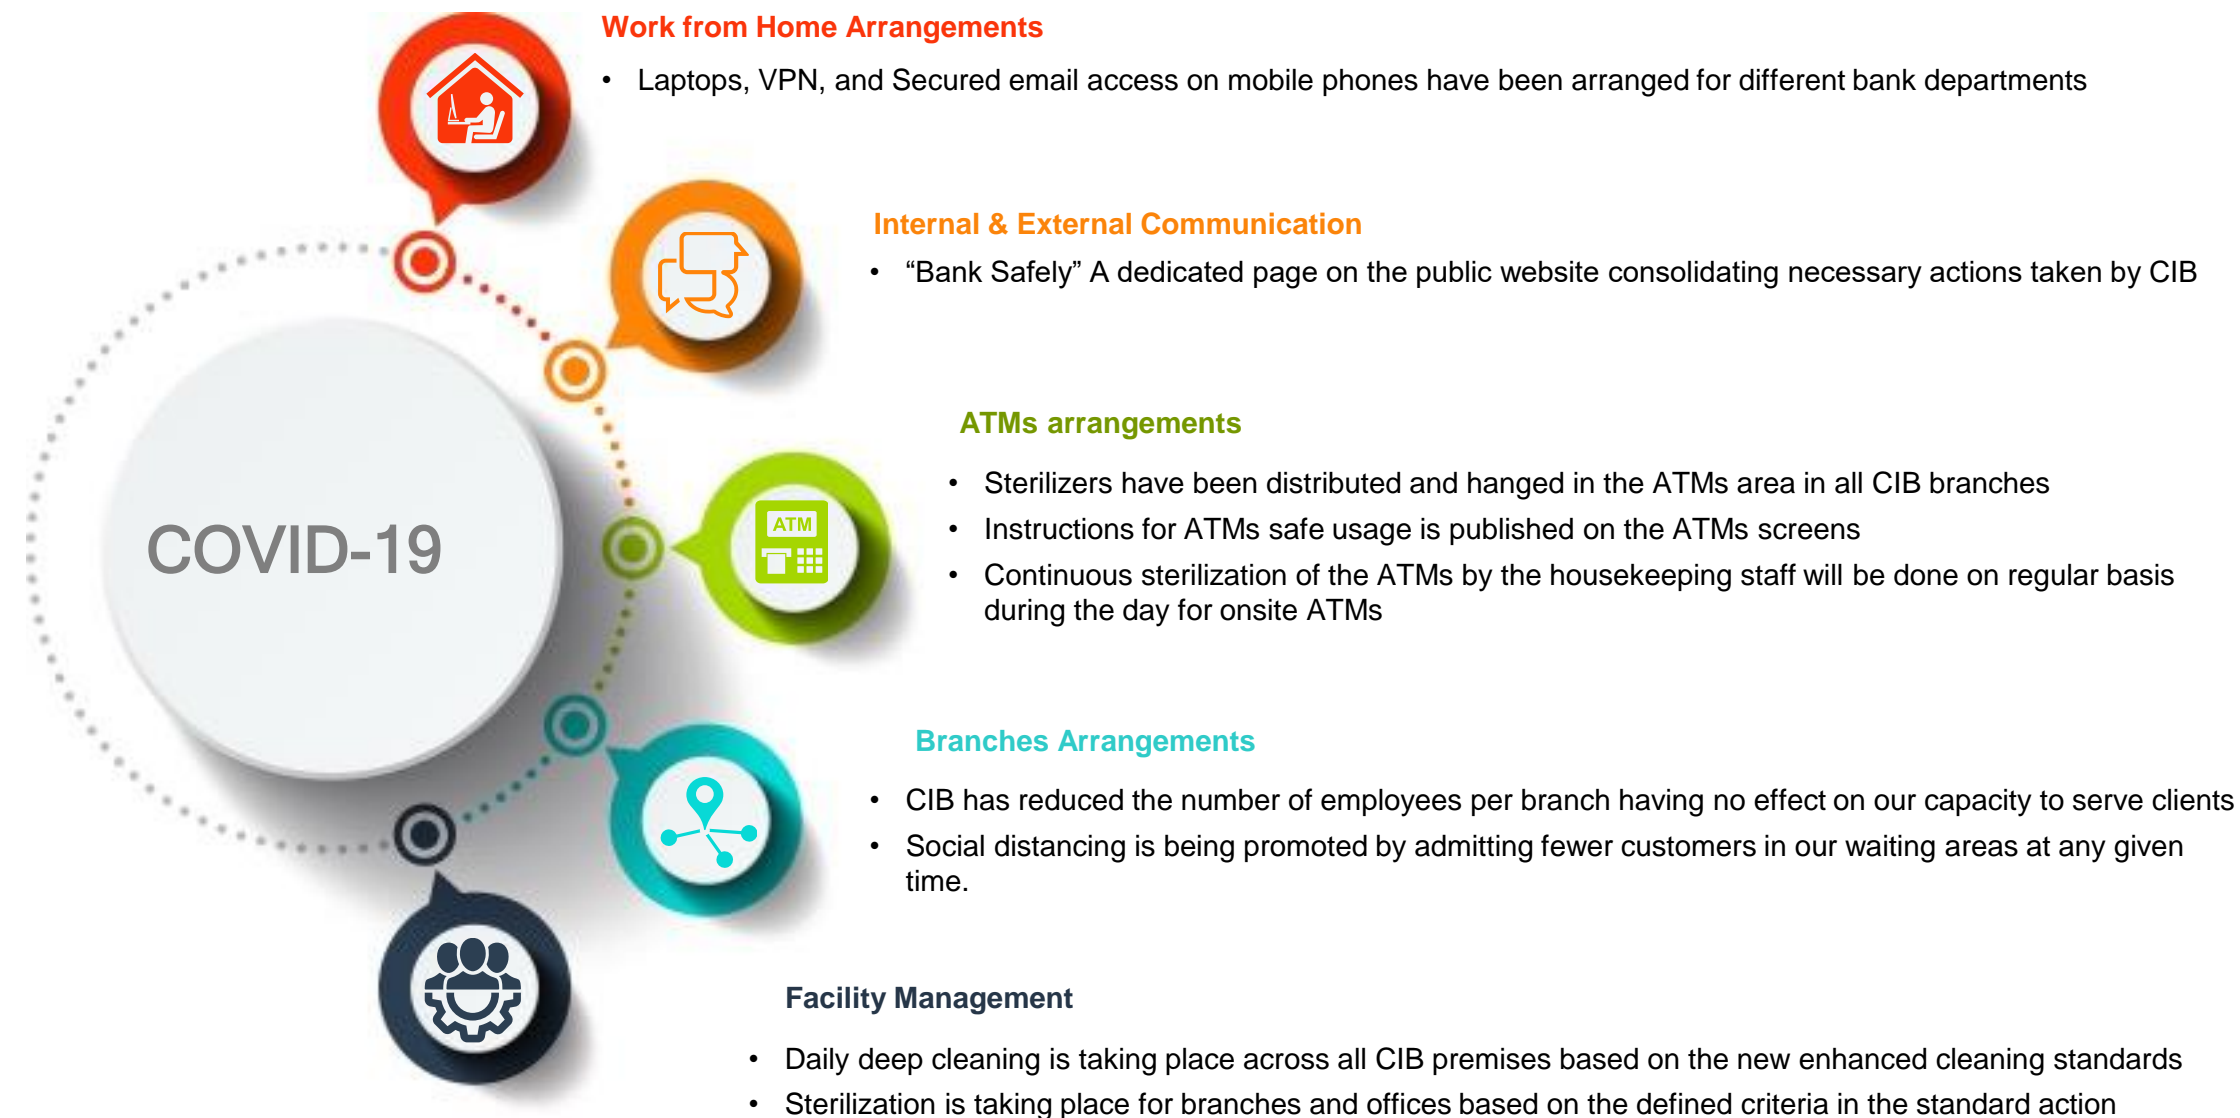 Work from Home Arrangements
• Laptops, VPN, and Secured email access on mobile phones have been arranged for different bank departments
Internal & External Communication
• “Bank Safely” A dedicated page on the public website consolidating necessary actions taken by CIB
ATMs arrangements
• Sterilizers have been distributed and hanged in the ATMs area in all CIB branches
• Instructions for ATMs safe usage is published on the ATMs screens
• Continuous sterilization of the ATMs by the housekeeping staff will be done on regular basis
during the day for onsite ATMs
ATM
COVID-19
Branches Arrangements
• CIB has reduced the number of employees per branch having no effect on our capacity to serve clients
• Social distancing is being promoted by admitting fewer customers in our waiting areas at any given
time.
Facility Management
• Daily deep cleaning is taking place across all CIB premises based on the new enhanced cleaning standards
• Sterilization is taking place for branches and offices based on the defined criteria in the standard action